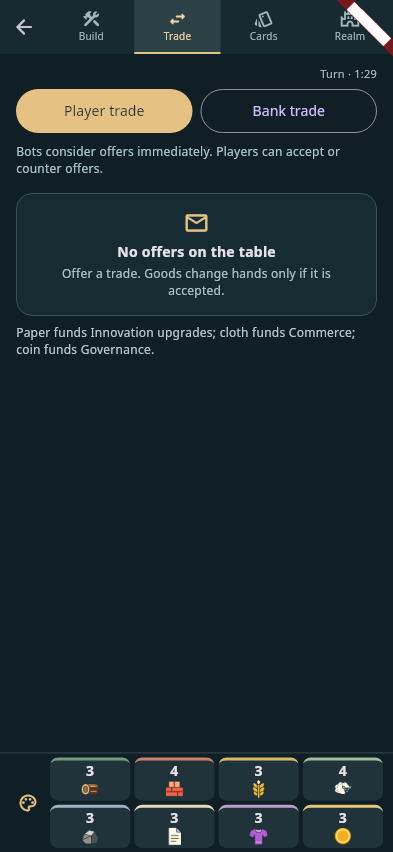 Build
Trade
Cards
Realm
Turn · 1:29
Player trade
Bank trade
Bots consider offers immediately. Players can accept or
counter offers.
No offers on the table
Offer a trade. Goods change hands only if it is
accepted.
Paper funds Innovation upgrades; cloth funds Commerce;
coin funds Governance.
3
4
3
4
3
3
3
3